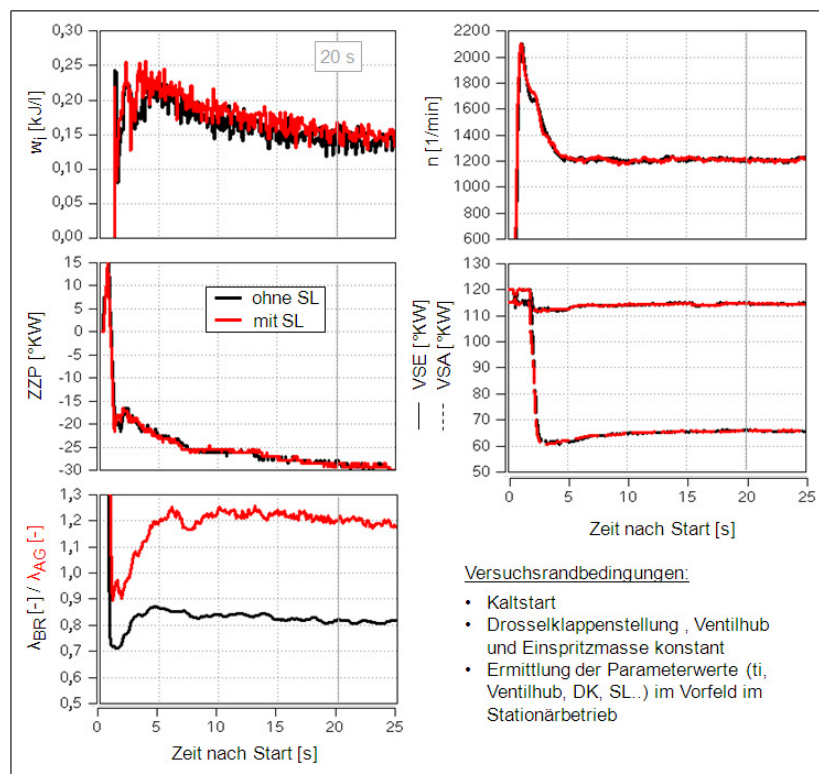 0,30
0,25
0,20
0,15
0,10
0,05
0,00
wi [kJ/l]
20 s
2200
2000
1800
1600
1400
1200
1000
800
600
n [1/min]
15
10
5
0
-5
-10
-15
-20
-25
-30
ZZP [°KW]
ohne SL
mit SL
130
120
110
100
90
80
70
60
50
VSE [°KW]
VSA [°KW]
0 5 10 15 20 25
Zeit nach Start [s]
1,3
1,2
1,1
1,0
0,9
0,8
0,7
0,6
0,5
λBR [-] / λAG [-]
0 5 10 15 20 25
Zeit nach Start [s]
Versuchsrandbedingungen:
• Kaltstart
• Drosselklappenstellung , Ventilhub
und Einspritzmasse konstant
• Ermittlung der Parameterwerte (ti,
Ventilhub, DK, SL..) im Vorfeld im
Stationärbetrieb